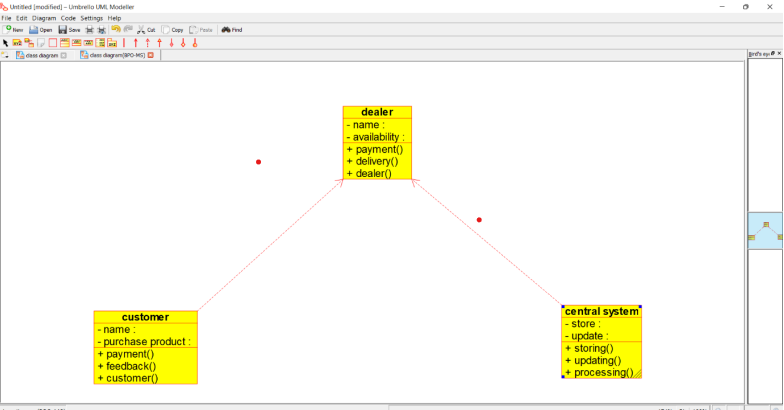 Untitled [modified] – Umbrello UML Modeller
File Edit Diagram Code Settings Help
New Open Save Cut Copy Paste Find
class diagram class diagram(BPO-MS) Bird's eye
dealer
- name :
- availability :
+ payment()
+ delivery()
+ dealer()
customer
- name :
- purchase product :
+ payment()
+ feedback()
+ customer()
central system
- store :
- update :
+ storing()
+ updating()
+ processing()